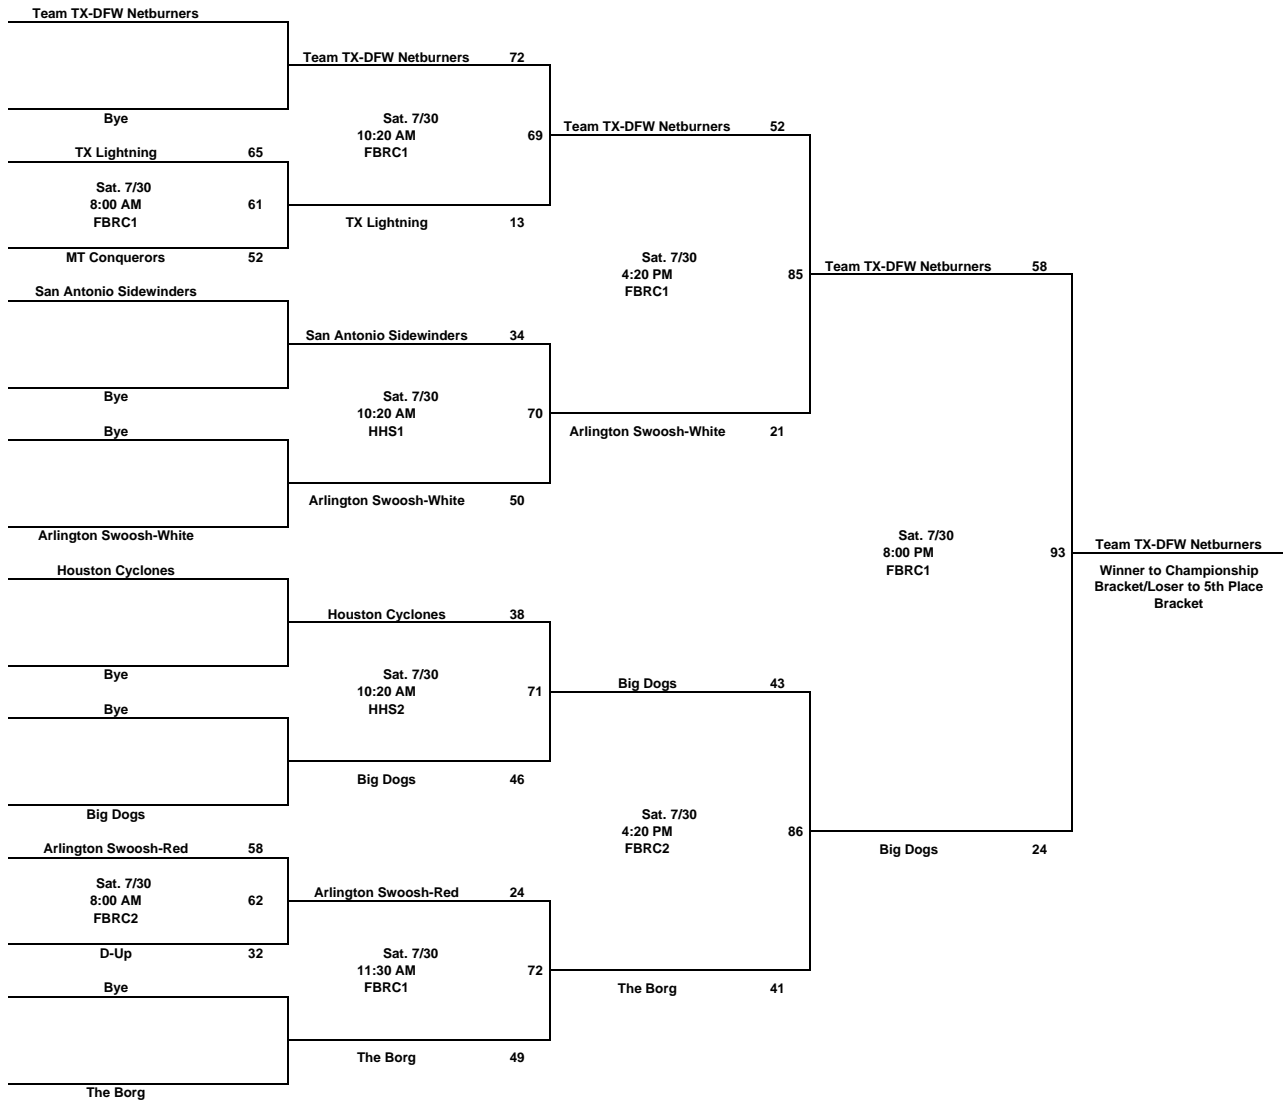 Team TX-DFW Netburners
Team TX-DFW Netburners 72
Bye
Sat. 7/30
10:20 AM 69
FBRC1
Team TX-DFW Netburners 52
TX Lightning 65
Sat. 7/30
8:00 AM 61
FBRC1
TX Lightning 13
MT Conquerors 52
Sat. 7/30
4:20 PM 85
FBRC1
Team TX-DFW Netburners 58
San Antonio Sidewinders
San Antonio Sidewinders 34
Bye
Sat. 7/30
10:20 AM 70
HHS1
Bye
Arlington Swoosh-White 21
Arlington Swoosh-White 50
Arlington Swoosh-White
Sat. 7/30
8:00 PM 93
FBRC1
Team TX-DFW Netburners
Winner to Championship
Bracket/Loser to 5th Place
Bracket
Houston Cyclones
Houston Cyclones 38
Bye
Sat. 7/30
10:20 AM 71
HHS2
Big Dogs 43
Bye
Big Dogs 46
Big Dogs
Sat. 7/30
4:20 PM 86
FBRC2
Big Dogs 24
Arlington Swoosh-Red 58
Sat. 7/30
8:00 AM 62
FBRC2
Arlington Swoosh-Red 24
D-Up 32
Sat. 7/30
11:30 AM 72
FBRC1
Bye
The Borg 41
The Borg 49
The Borg